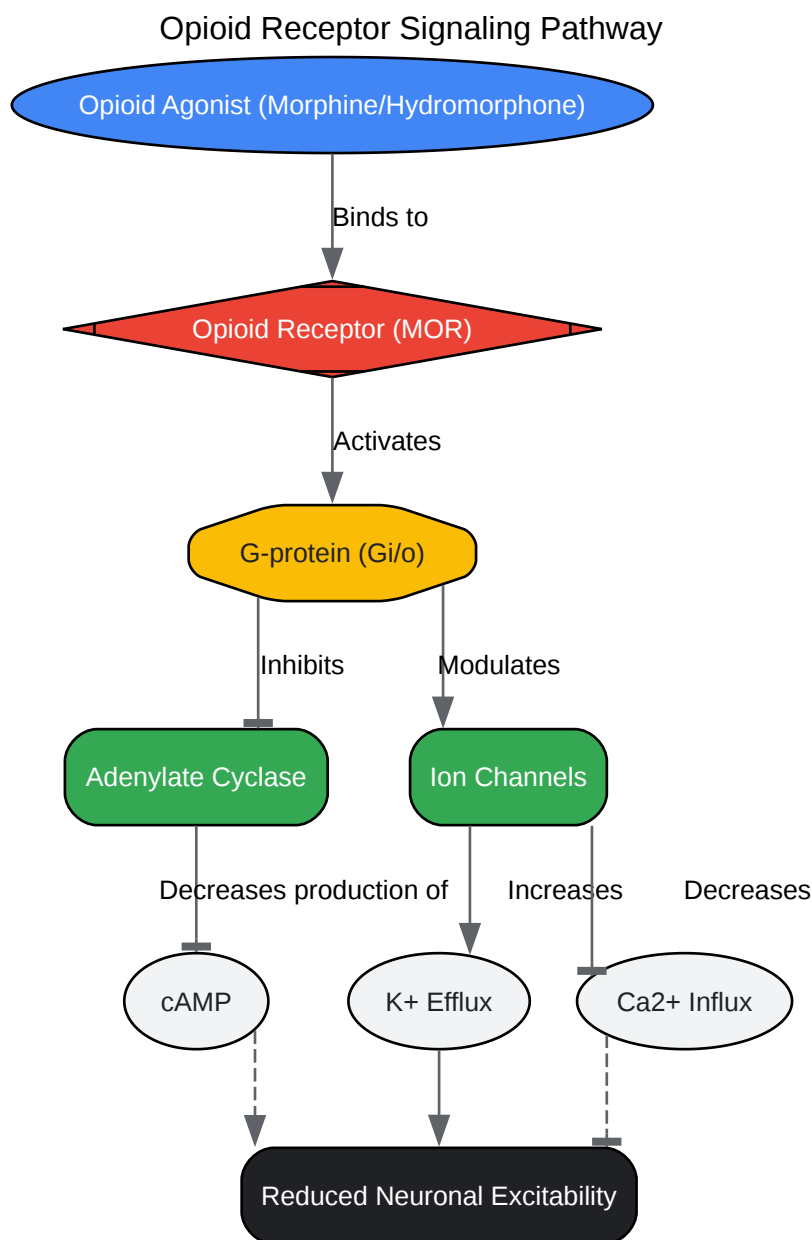 Opioid Receptor Signaling Pathway
Opioid Agonist (Morphine/Hydromorphone)
Binds to
Opioid Receptor (MOR)
Activates
G-protein (Gi/o)
Inhibits
Modulates
Adenylate Cyclase
Ion Channels
Decreases production of
Increases
Decreases
cAMP
K+ Efflux
Ca2+ Influx
Reduced Neuronal Excitability